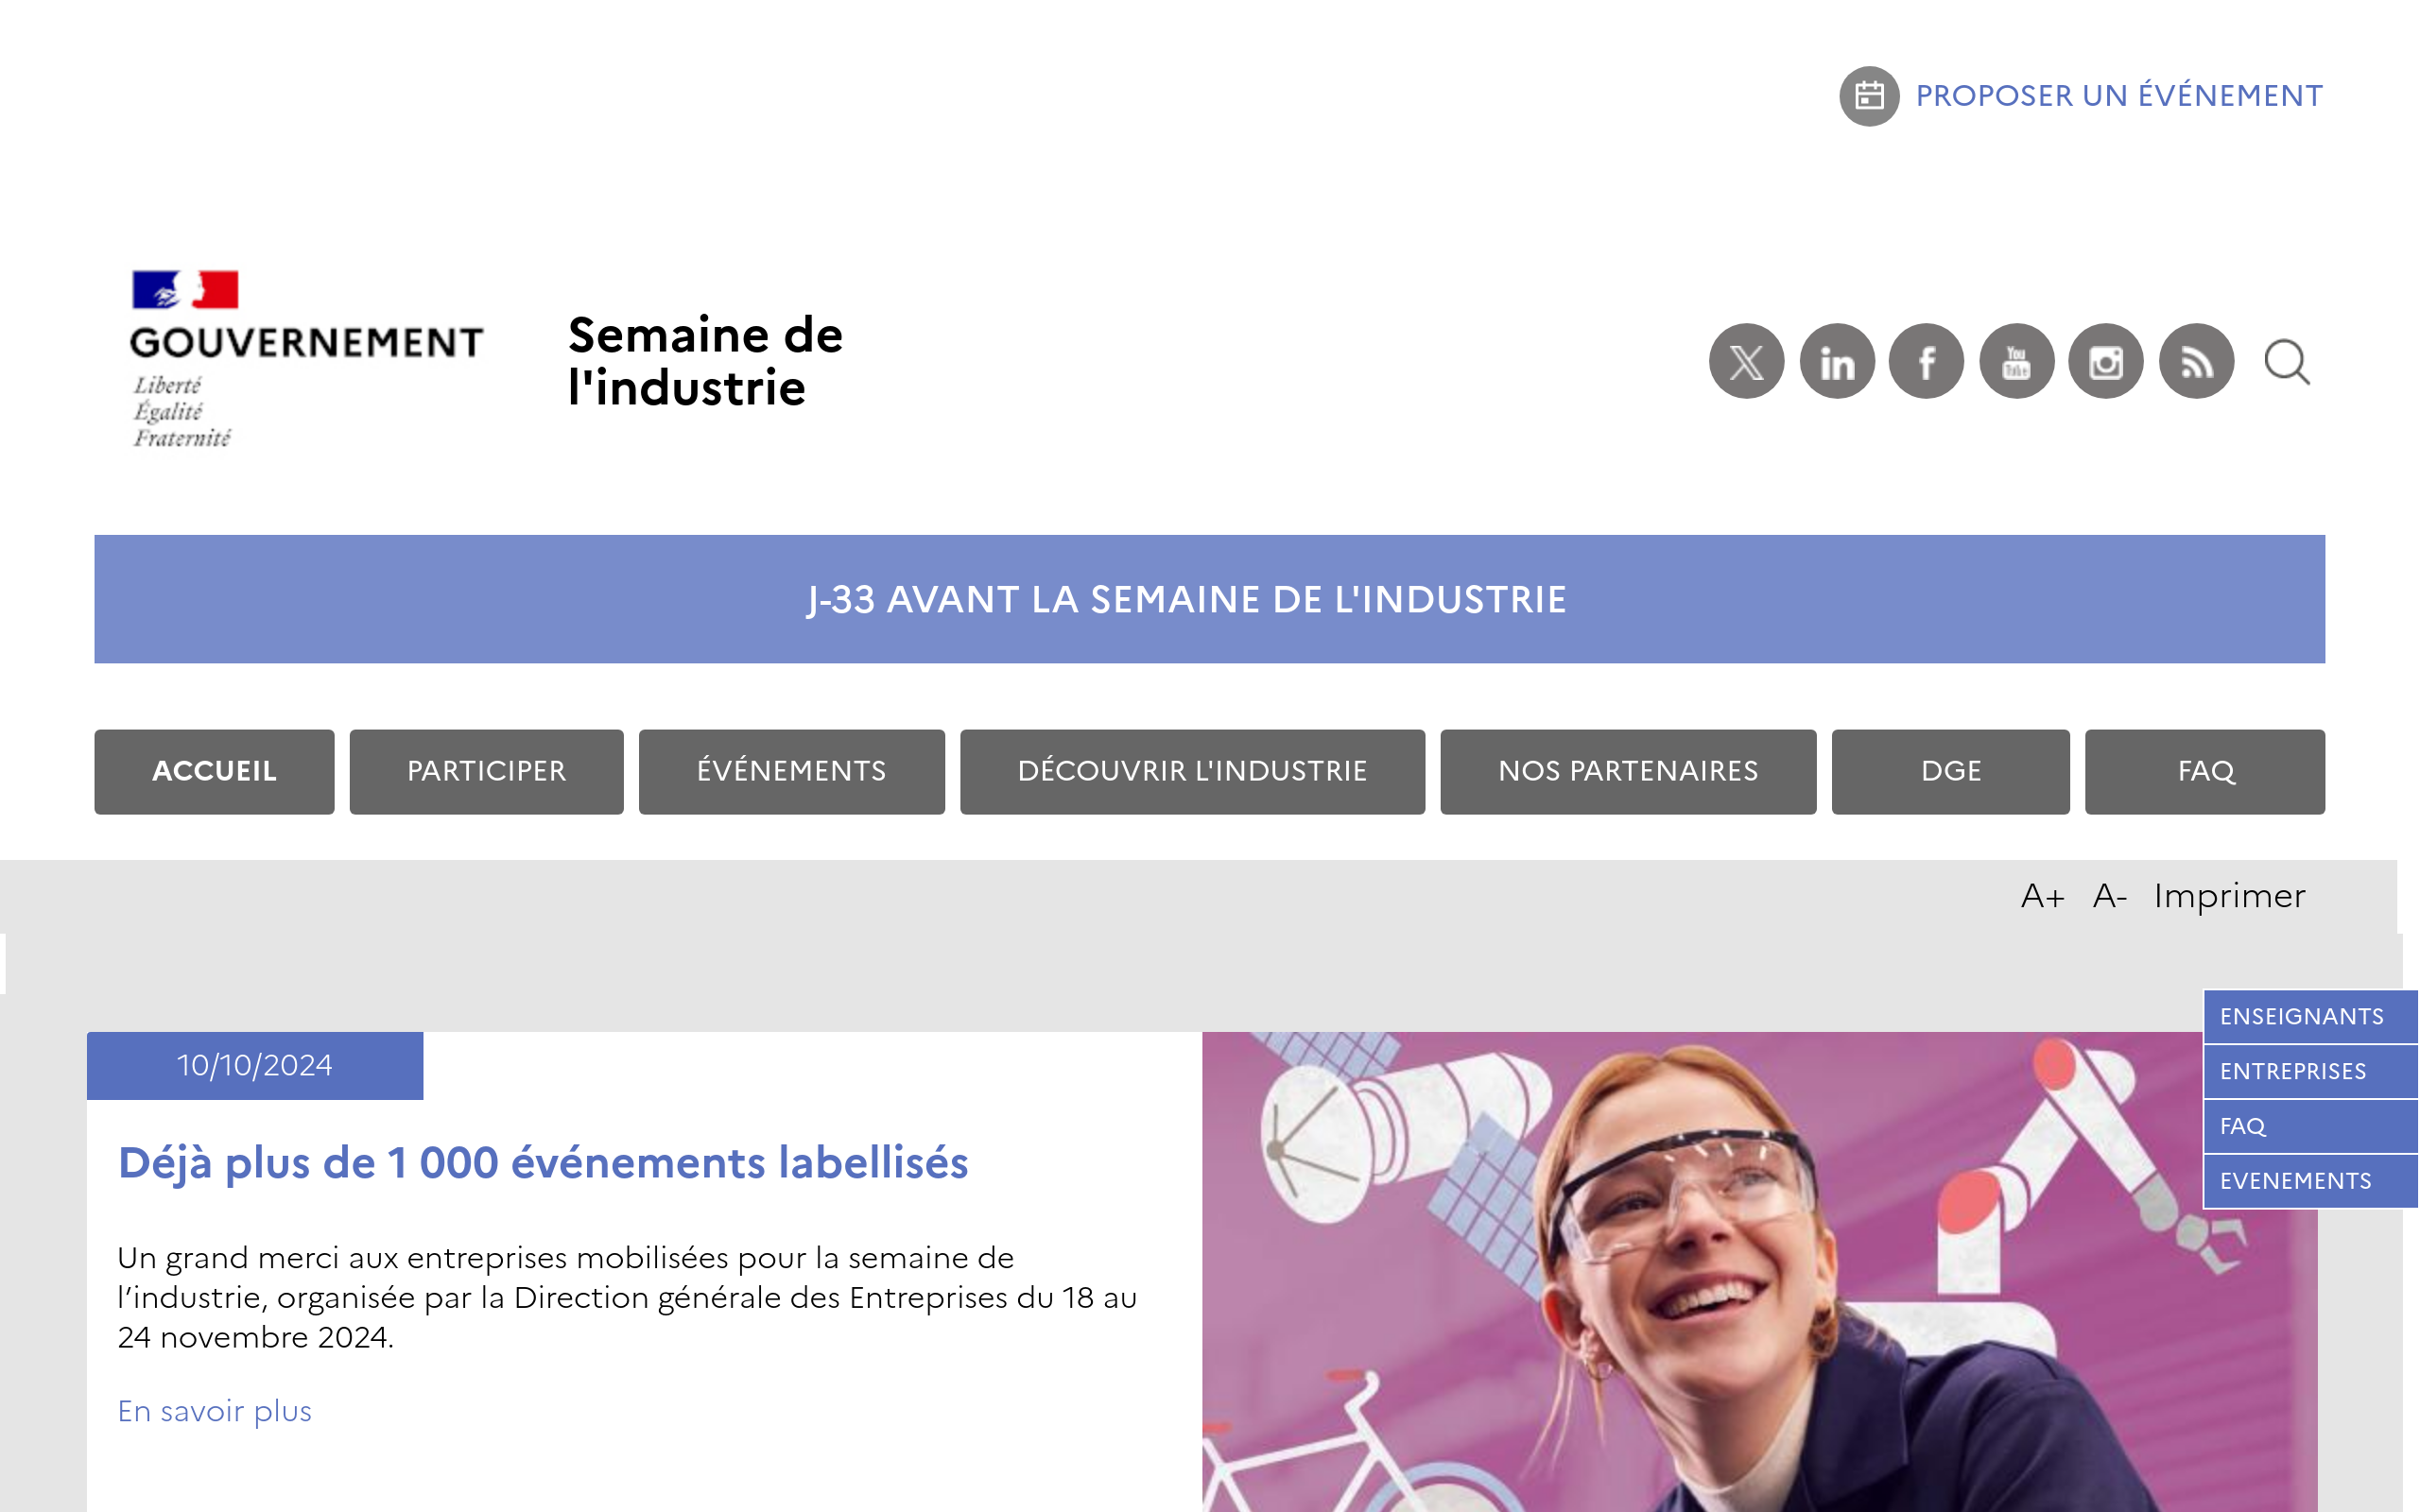 PROPOSER UN ÉVÉNEMENT
GOUVERNEMENT
Liberté
Égalité
Fraternité
Semaine de
l'industrie
You
Tube
J-33 AVANT LA SEMAINE DE L'INDUSTRIE
ACCUEIL
PARTICIPER
ÉVÉNEMENTS
DÉCOUVRIR L'INDUSTRIE
NOS PARTENAIRES
DGE
FAQ
A+ A- Imprimer
ENSEIGNANTS
ENTREPRISES
FAQ
EVENEMENTS
10/10/2024
Déjà plus de 1 000 événements labellisés
Un grand merci aux entreprises mobilisées pour la semaine de
l’industrie, organisée par la Direction générale des Entreprises du 18 au
24 novembre 2024.
En savoir plus